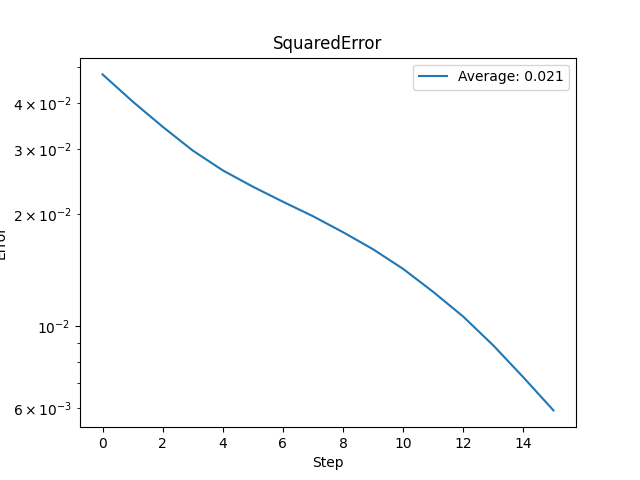 SquaredError
Average: 0.021
4 × 10⁻²
3 × 10⁻²
2 × 10⁻²
10⁻²
6 × 10⁻³
Error
0 2 4 6 8 10 12 14
Step